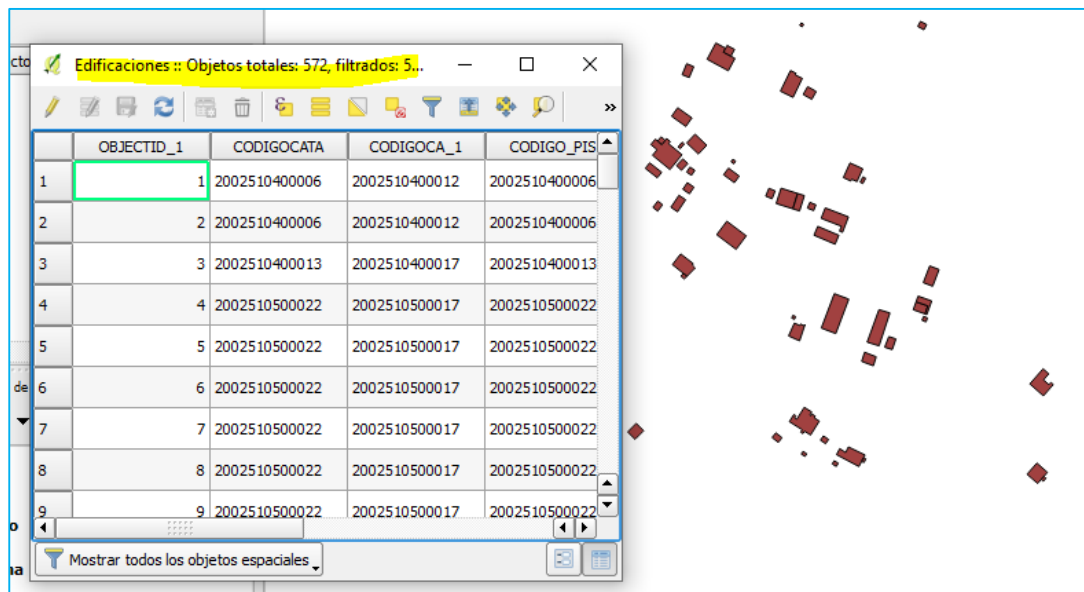 cto
Edificaciones :: Objetos totales: 572, filtrados: 5...
»
OBJECTID_1 CODIGOCATA CODIGOCA_1 CODIGO_PIS
1 1 2002510400006 2002510400012 2002510400006
2 2 2002510400006 2002510400012 2002510400006
3 3 2002510400013 2002510400017 2002510400013
4 4 2002510500022 2002510500017 2002510500022
5 5 2002510500022 2002510500017 2002510500022
de 6 6 2002510500022 2002510500017 2002510500022
7 7 2002510500022 2002510500017 2002510500022
8 8 2002510500022 2002510500017 2002510500022
9 9 2002510500022 2002510500017 2002510500022
o
Mostrar todos los objetos espaciales
na